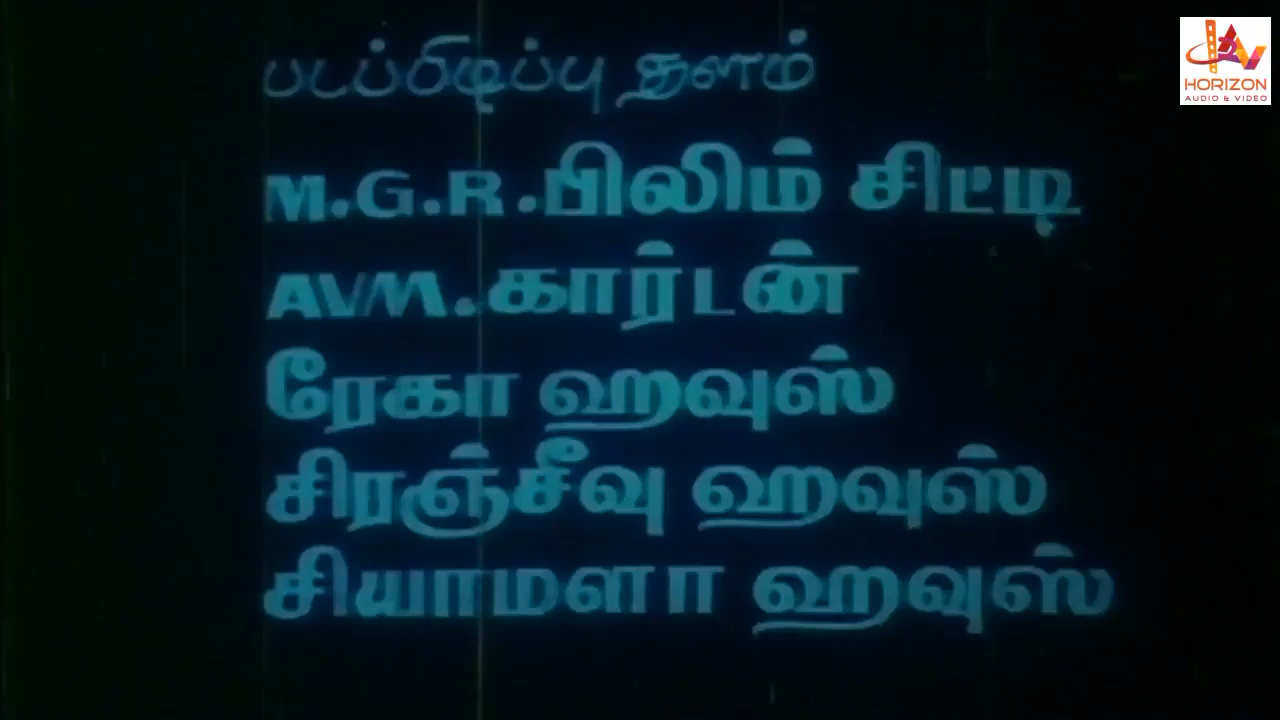 படப்பிடிப்பு தளம்
HORIZON
AUDIO & VIDEO
M.G.R.பிலிம் சிட்டி
AVM.கார்டன்
ரேகா ஹவுஸ்
சிரஞ்சீவு ஹவுஸ்
சியாமளா ஹவுஸ்